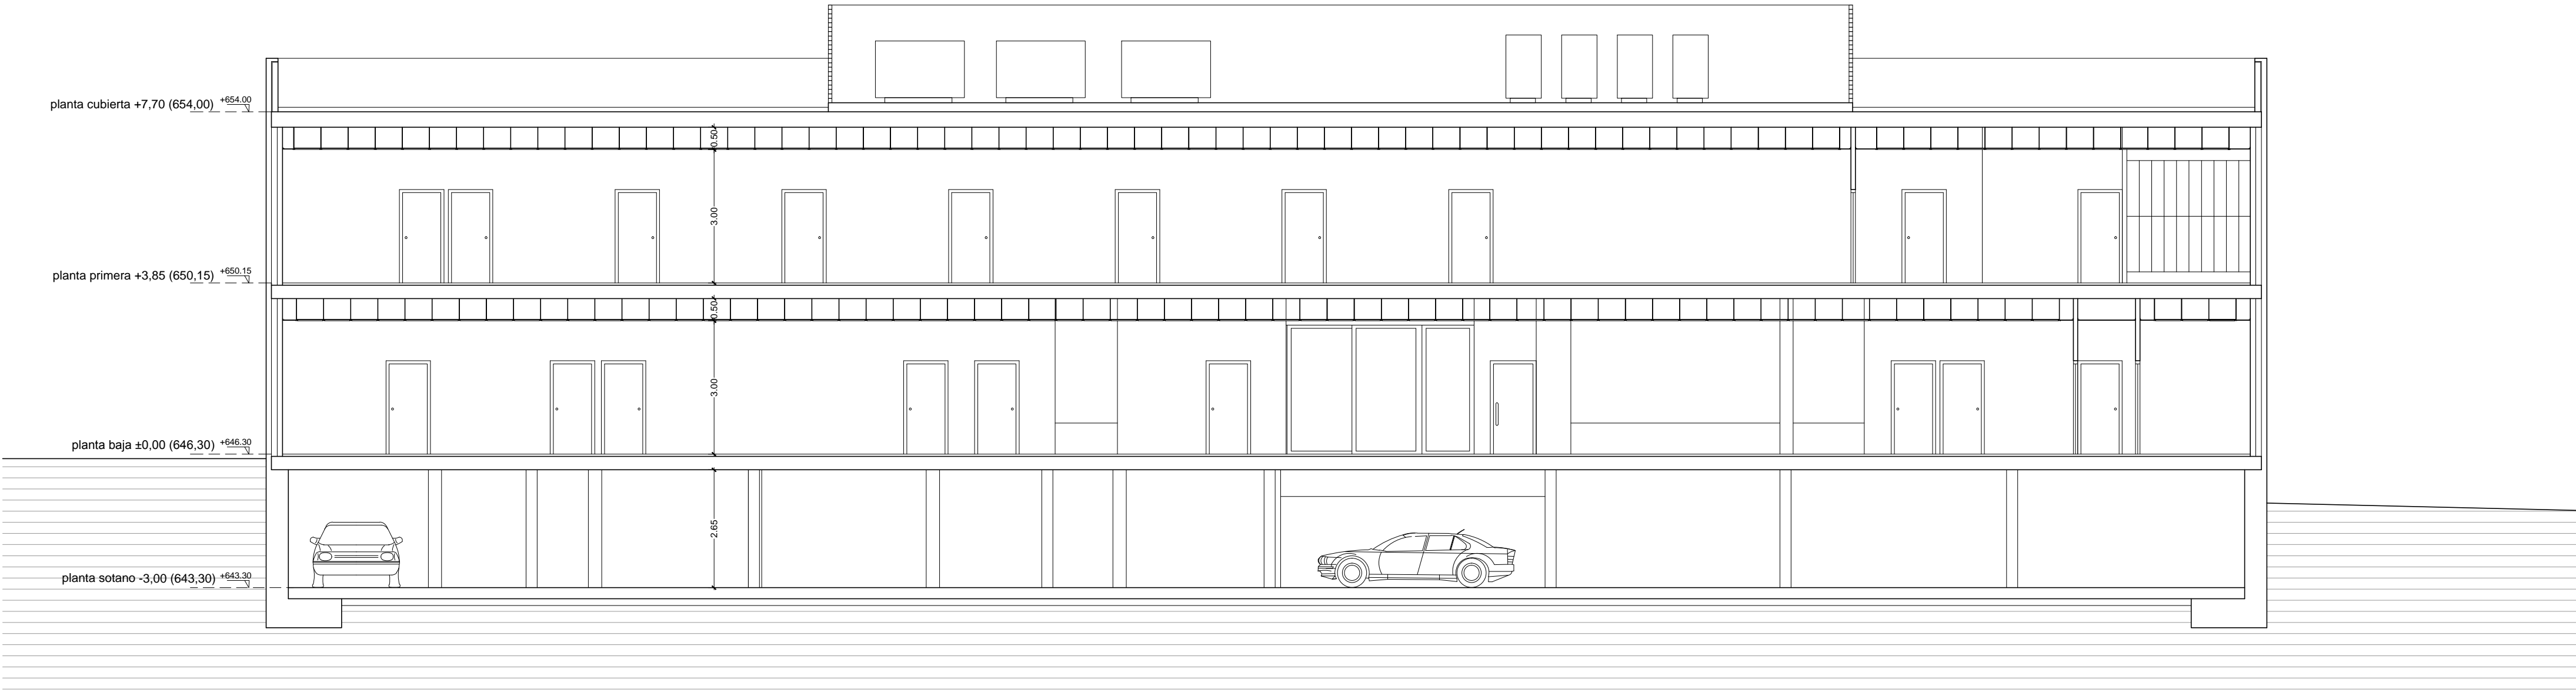 planta cubierta +7,70 (654,00) +654.00
0.50
3.00
planta primera +3,85 (650,15) +650.15
0.50
3.00
planta baja ±0,00 (646,30) +646.30
2.65
planta sotano -3,00 (643,30) +643.30